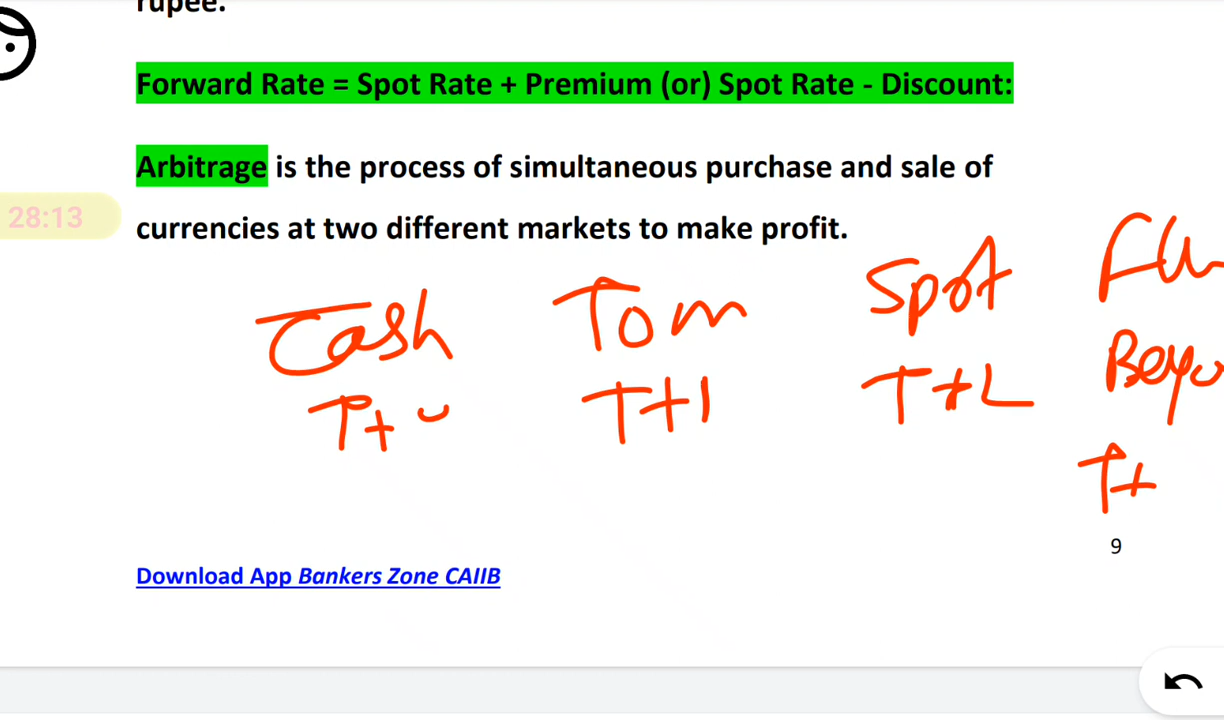 rupee.
Forward Rate = Spot Rate + Premium (or) Spot Rate - Discount:
Arbitrage is the process of simultaneous purchase and sale of
28:13
currencies at two different markets to make profit.
Cash Tom Spot
T+ T+1 T+2
T+
9
Download App Bankers Zone CAIIB